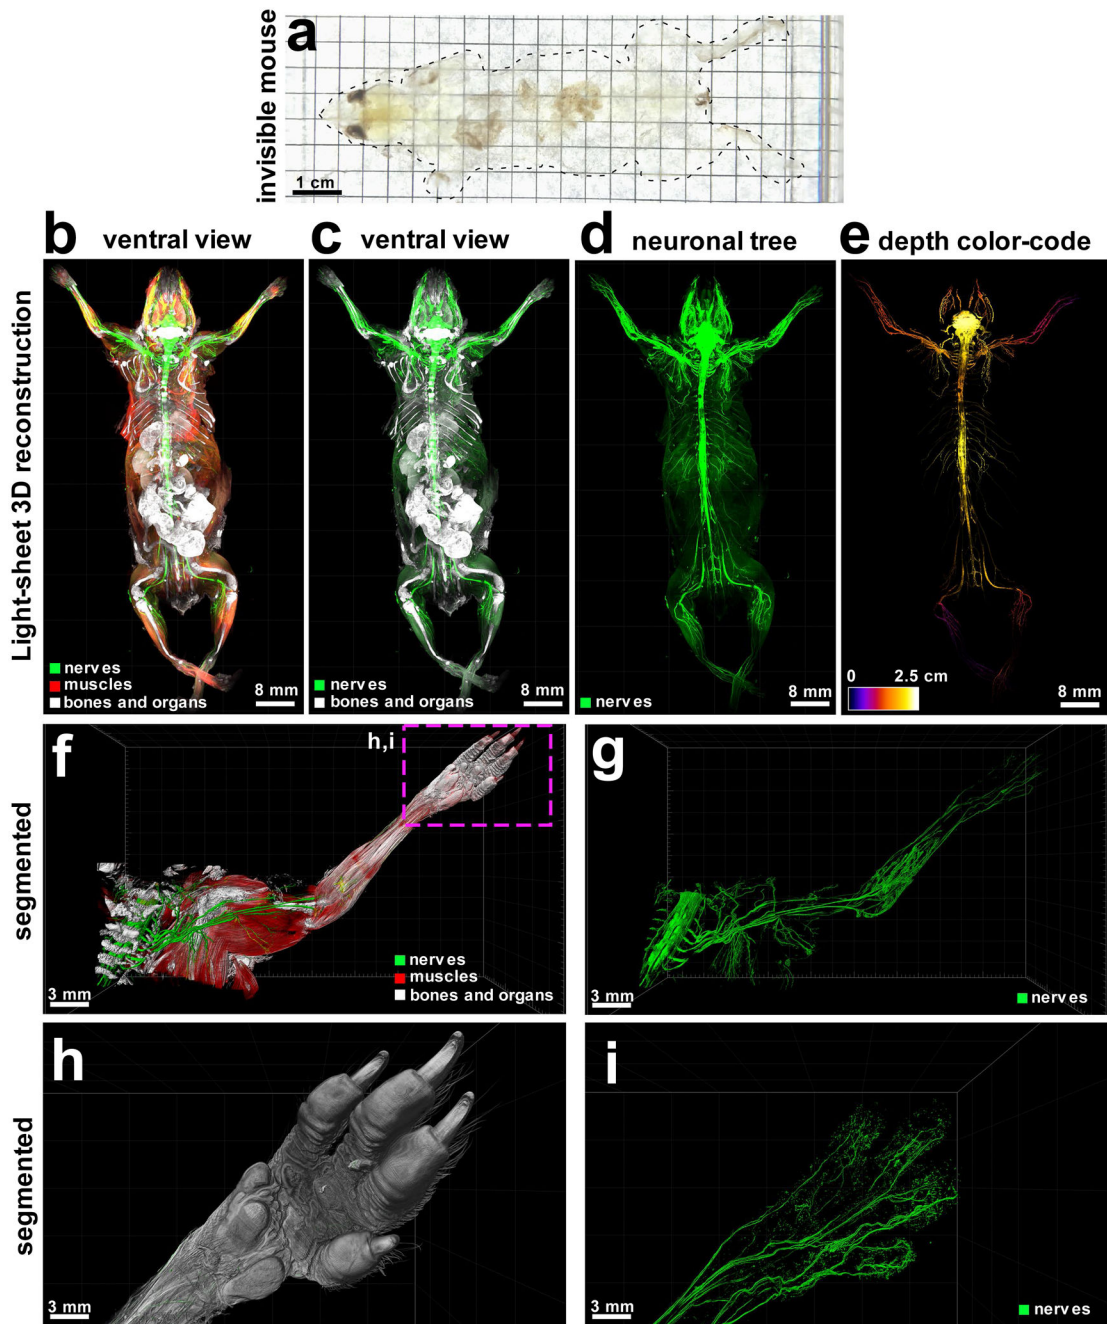 a
invisible mouse
1 cm
b ventral view
c ventral view
d neuronal tree
e depth color-code
Light-sheet 3D reconstruction
nerves
muscles
bones and organs
8 mm
nerves
bones and organs
8 mm
nerves
8 mm
0 2.5 cm
8 mm
f
h,i
segmented
nerves
muscles
bones and organs
3 mm
g
3 mm
nerves
h
segmented
3 mm
i
3 mm
nerves